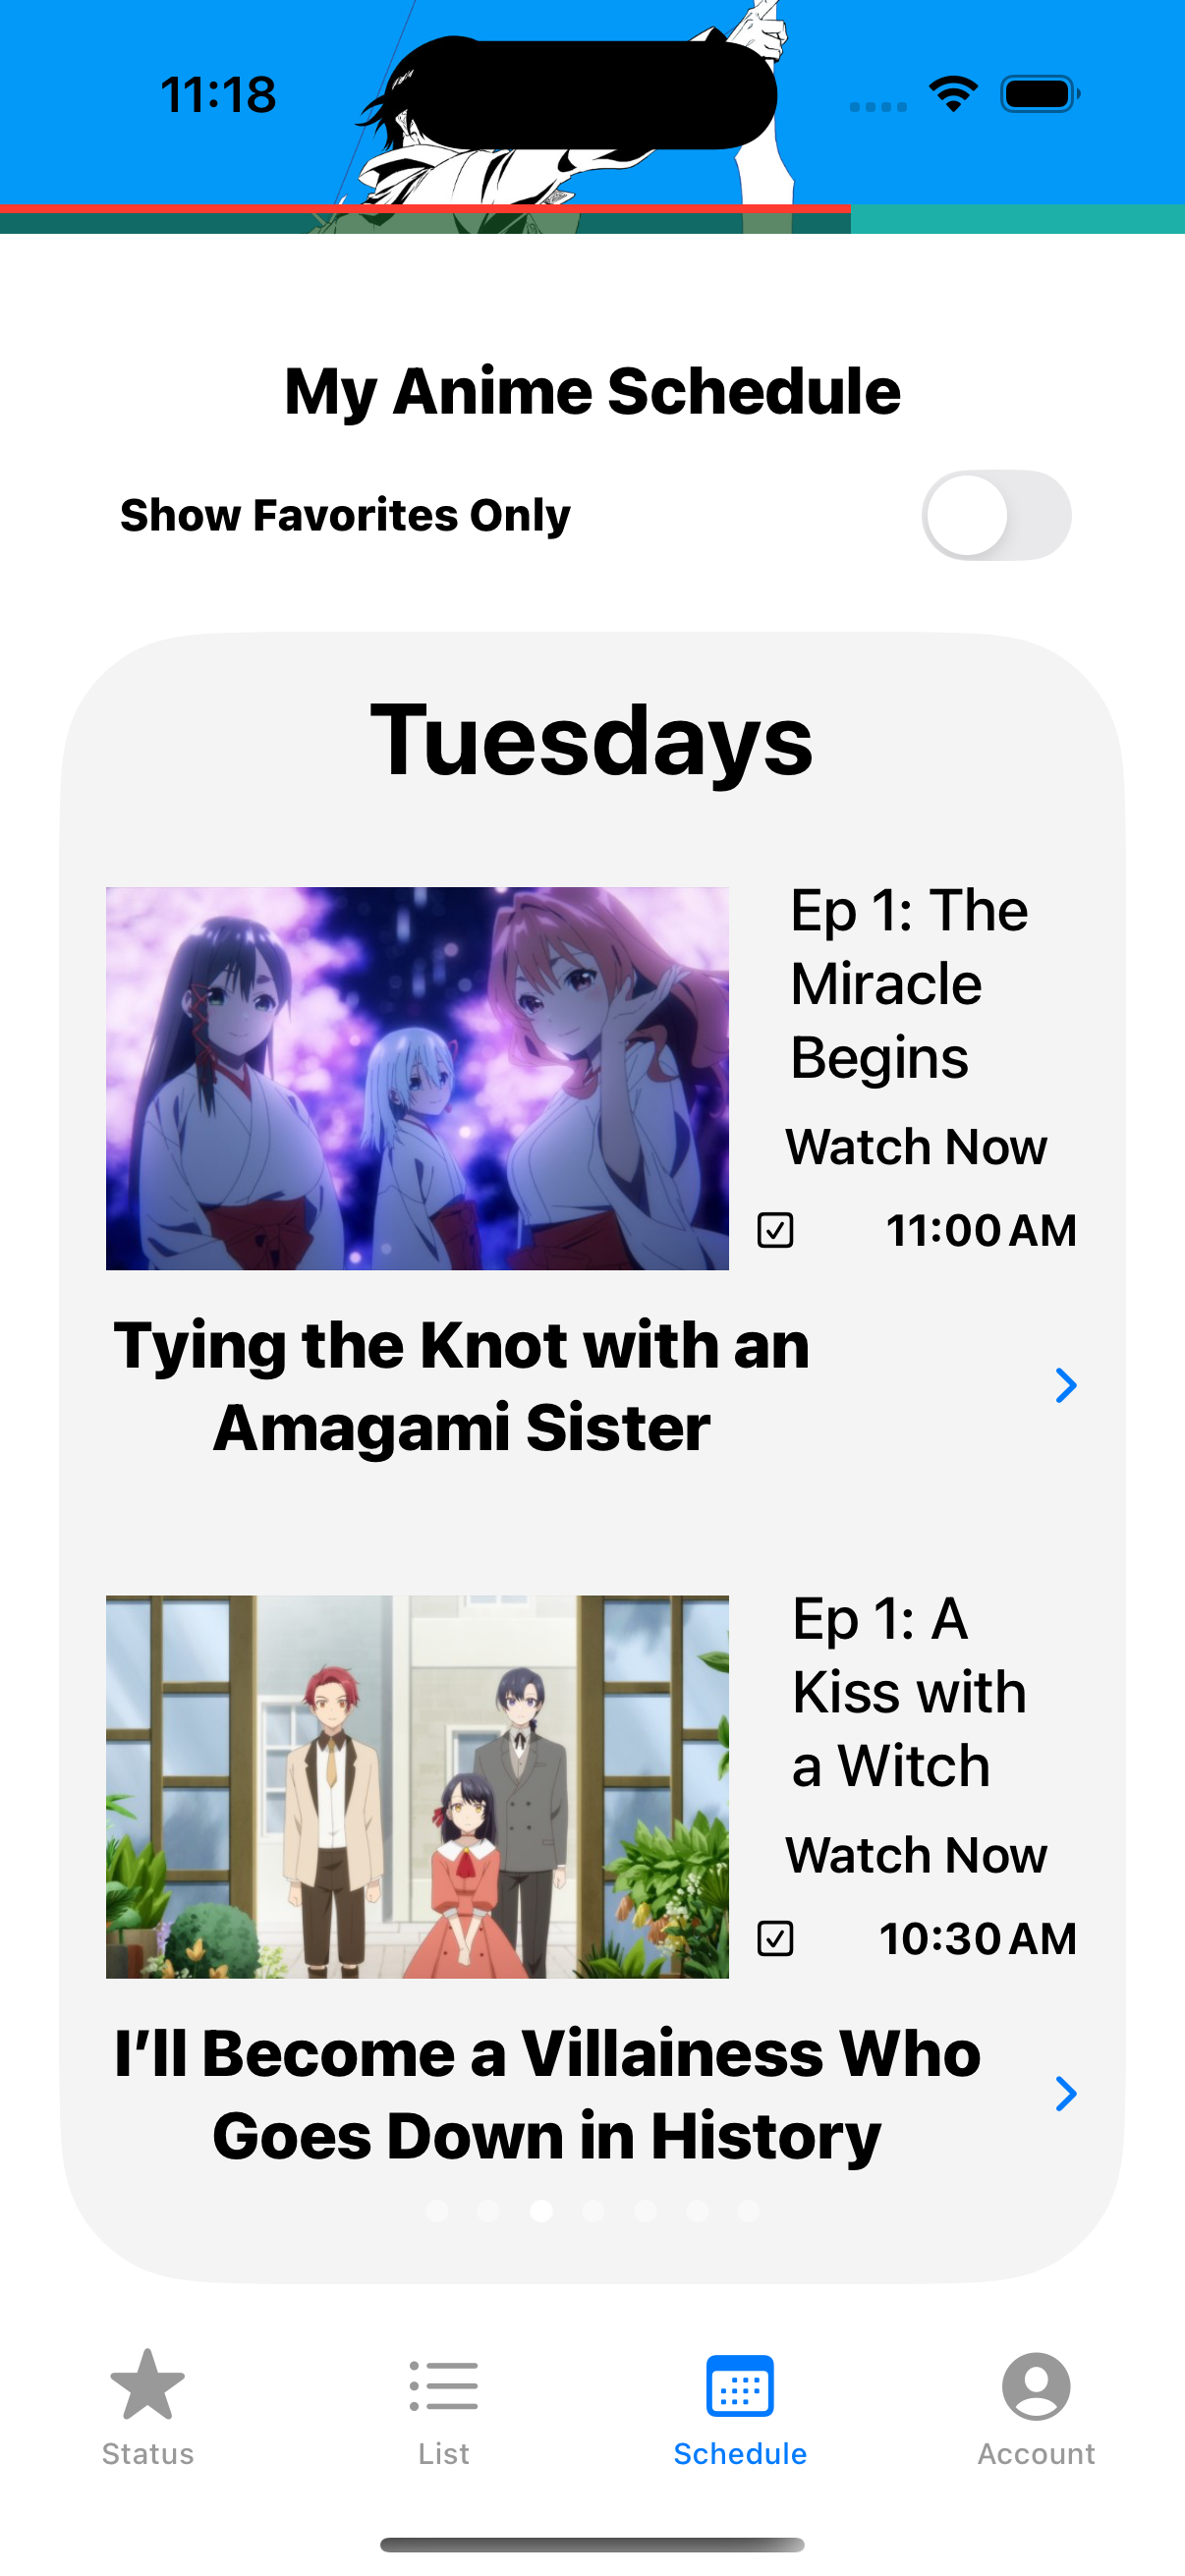 11:18
My Anime Schedule
Show Favorites Only
Tuesdays
Ep 1: The
Miracle
Begins
Watch Now
11:00 AM
Tying the Knot with an
Amagami Sister
Ep 1: A
Kiss with
a Witch
Watch Now
10:30 AM
I’ll Become a Villainess Who
Goes Down in History
Status
List
Schedule
Account